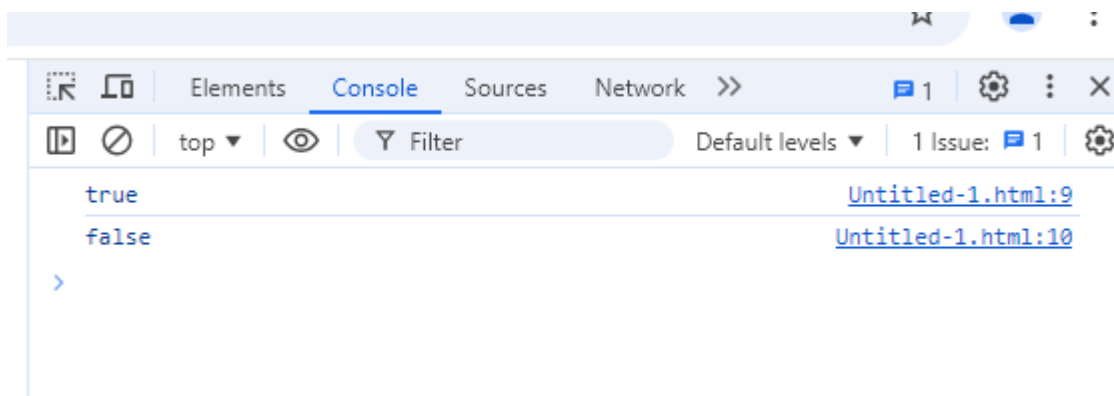 Elements Console Sources Network 1
top Filter Default levels 1 Issue: 1
true Untitled-1.html:9
false Untitled-1.html:10